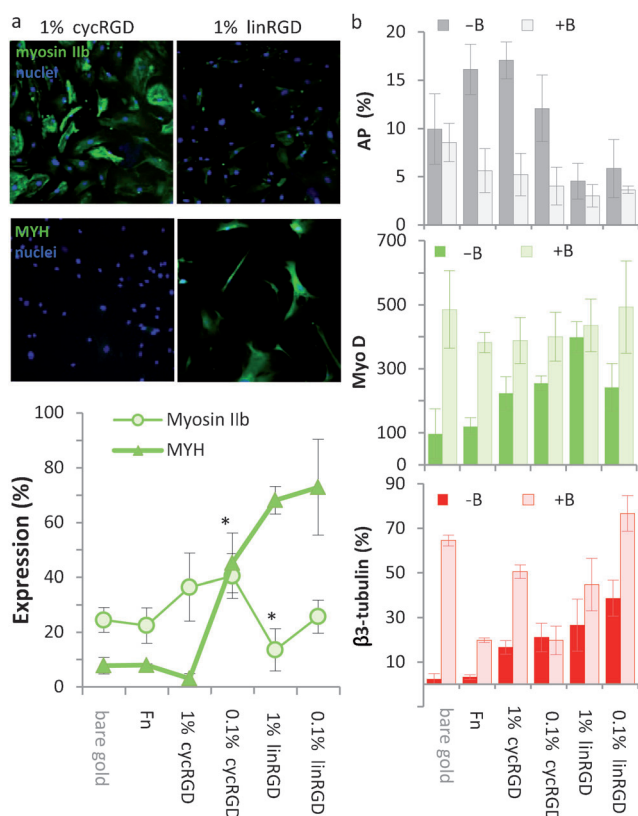 a
1% cycRGD
1% linRGD
myosin IIb
nuclei
MYH
nuclei
100
80
60
40
20
0
Expression (%)
Myosin IIb
MYH
*
*
bare gold
Fn
1% cycRGD
0.1% cycRGD
1% linRGD
0.1% linRGD
b
−B
+B
20
15
10
5
0
AP (%)
−B
+B
700
500
300
100
0
Myo D
−B
+B
90
70
50
30
10
β3-tubulin (%)
bare gold
Fn
1% cycRGD
0.1% cycRGD
1% linRGD
0.1% linRGD